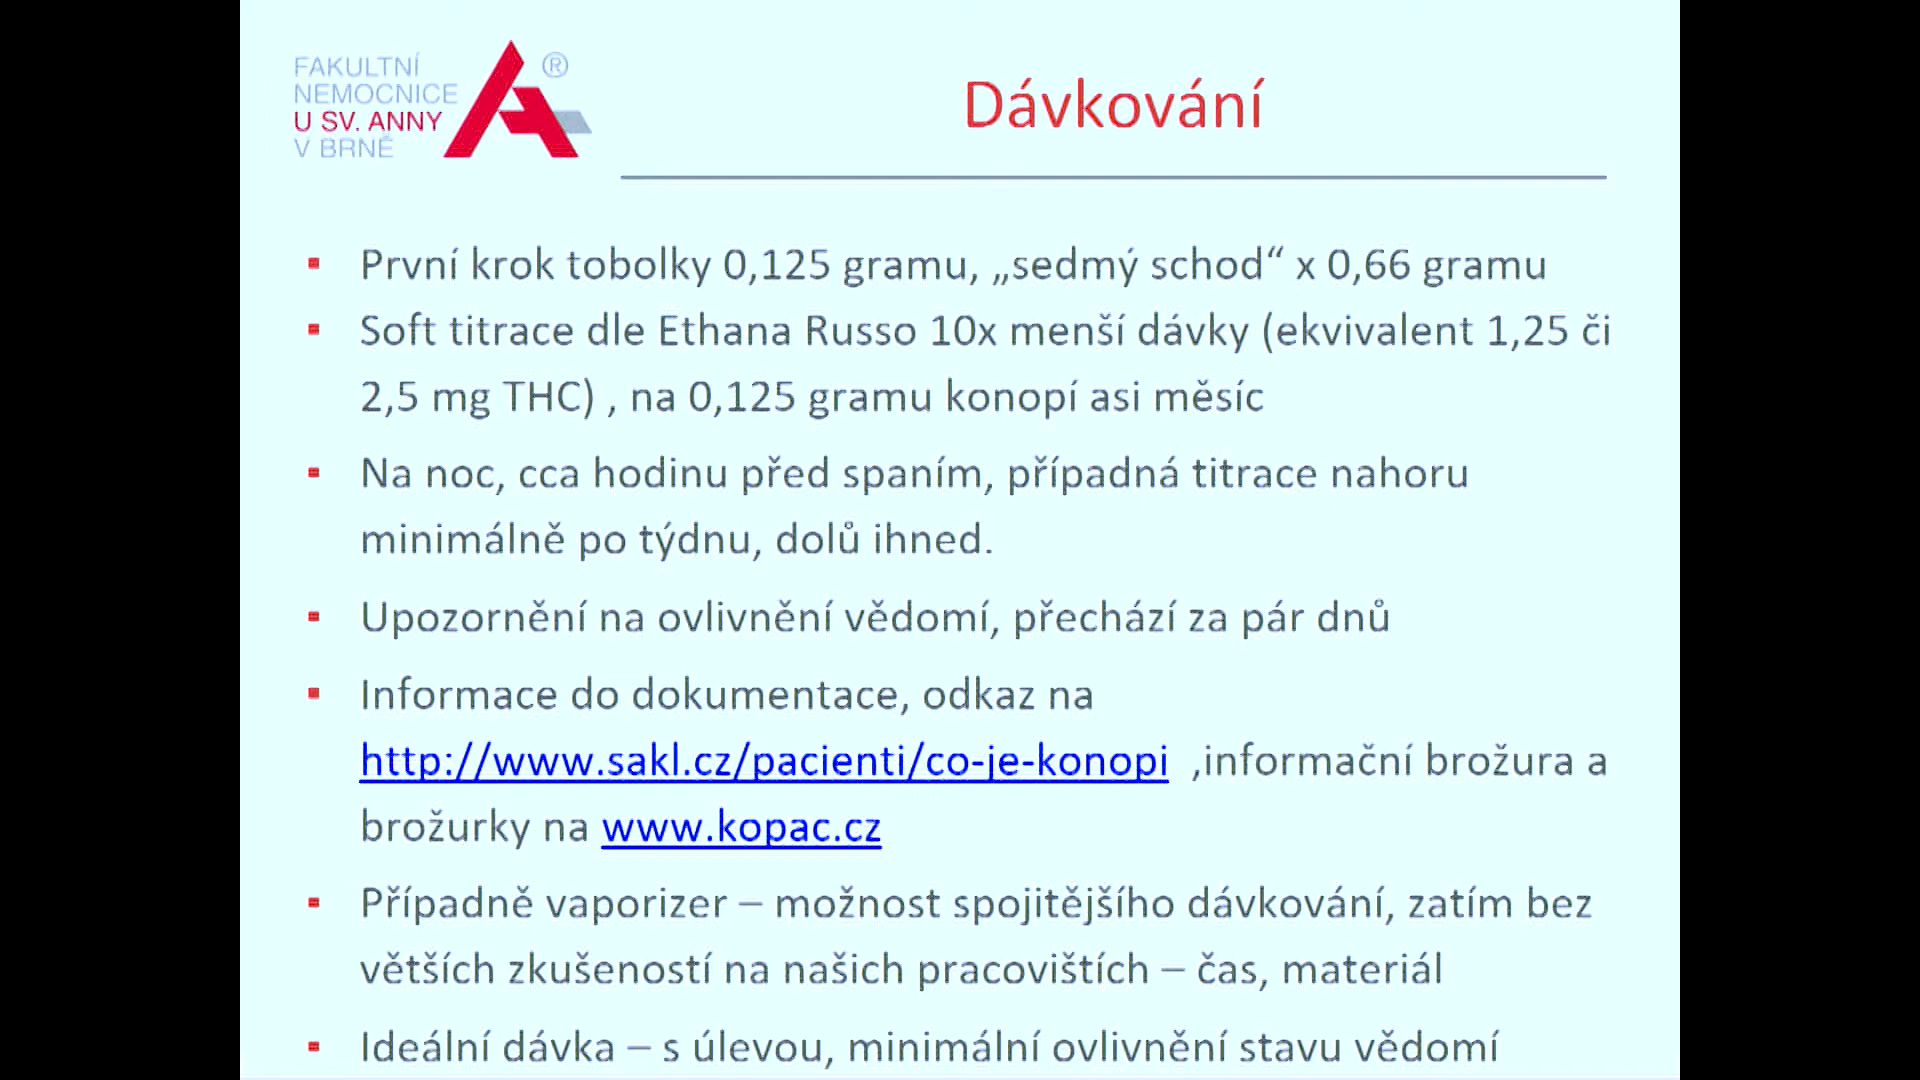 FAKULTNÍ
NEMOCNICE
U SV. ANNY
V BRNĚ
®
Dávkování
▪ První krok tobolky 0,125 gramu, „sedmý schod“ x 0,66 gramu
▪ Soft titrace dle Ethana Russo 10x menší dávky (ekvivalent 1,25 či
2,5 mg THC) , na 0,125 gramu konopí asi měsíc
▪ Na noc, cca hodinu před spaním, případná titrace nahoru
minimálně po týdnu, dolů ihned.
▪ Upozornění na ovlivnění vědomí, přechází za pár dnů
▪ Informace do dokumentace, odkaz na
http://www.sakl.cz/pacienti/co-je-konopi ,informační brožura a
brožurky na www.kopac.cz
▪ Případně vaporizer – možnost spojitějšího dávkování, zatím bez
větších zkušeností na našich pracovištích – čas, materiál
▪ Ideální dávka – s úlevou, minimální ovlivnění stavu vědomí